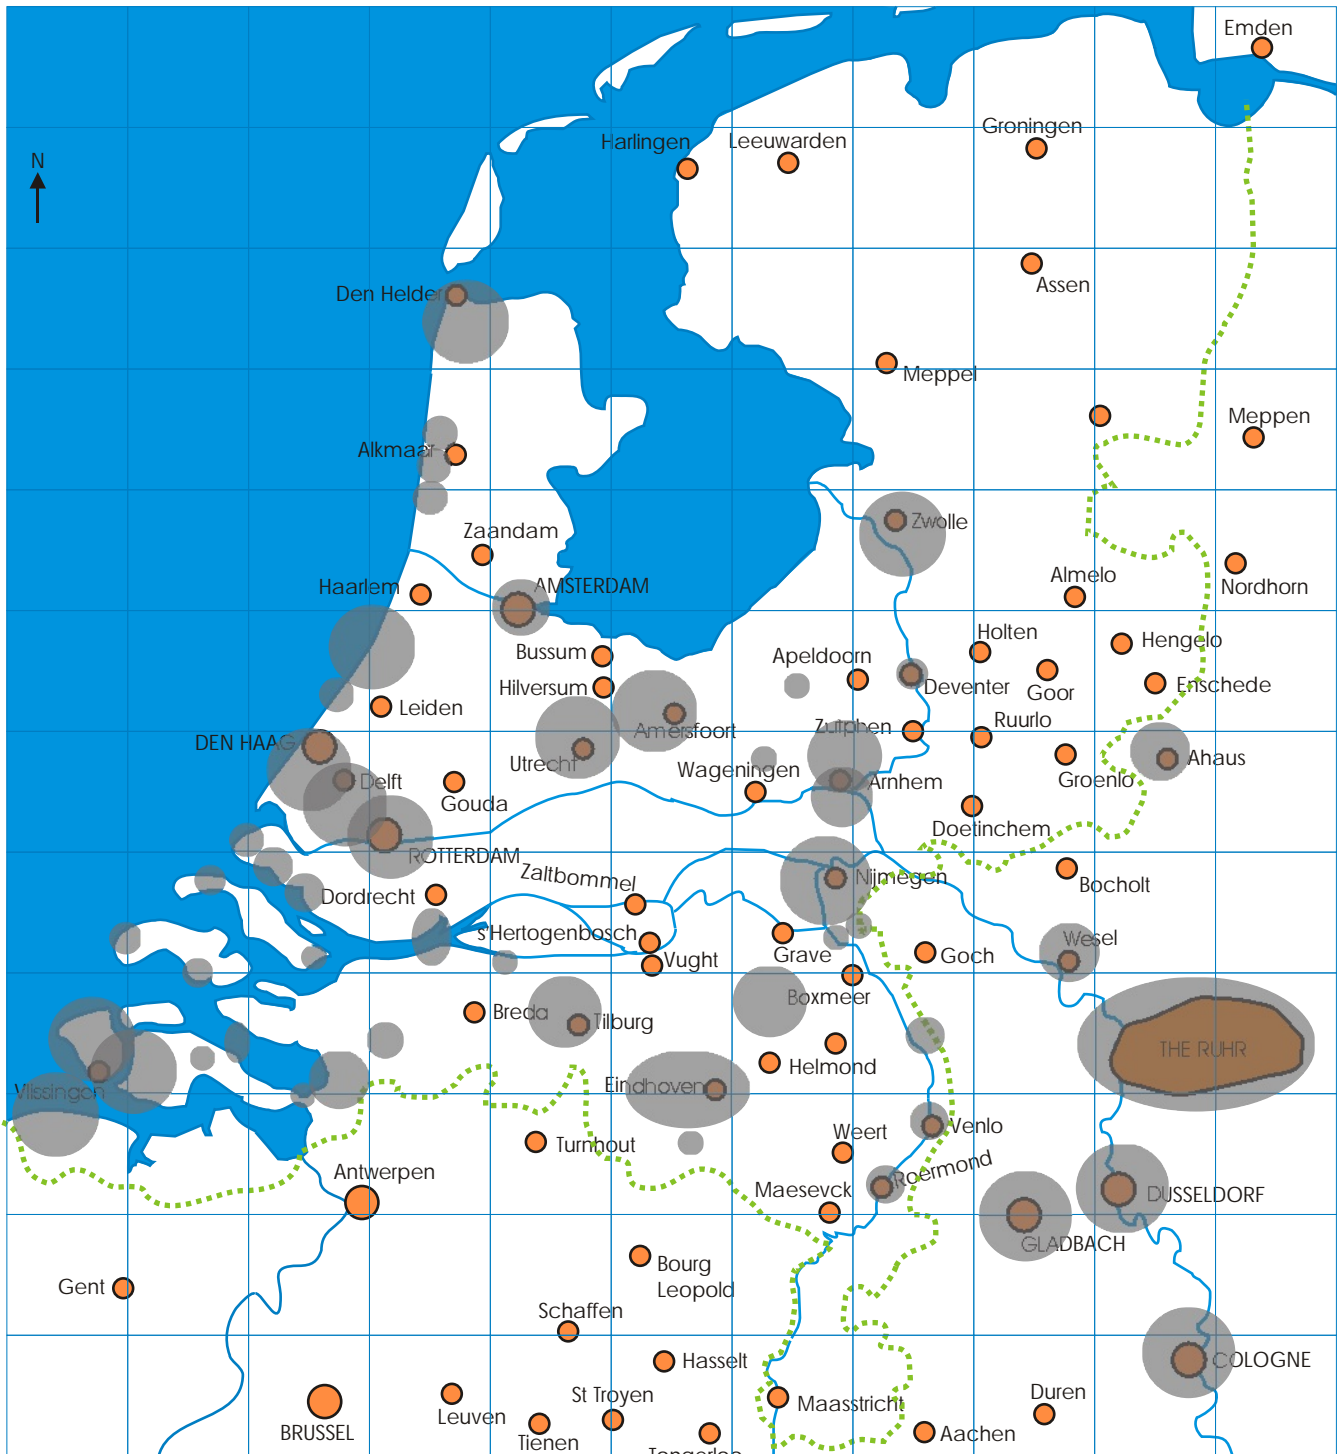 Emden
Groningen
Harlingen
Leeuwarden
N
Assen
Den Helder
Meppel
Meppen
Alkmaar
Zwolle
Zaandam
AMSTERDAM
Haarlem
Almelo
Nordhorn
Holten
Hengelo
Bussum
Apeldoorn
Hilversum
Deventer
Goor
Enschede
Leiden
Zutphen
Ruurlo
Amersfoort
DEN HAAG
Utrecht
Ahaus
Wageningen
Groenlo
Delft
Arnhem
Gouda
Doetinchem
ROTTERDAM
Zaltbommel
Nijmegen
Bocholt
Dordrecht
s'Hertogenbosch
Wesel
Grave
Goch
Vught
Boxmeer
Breda
Tilburg
THE RUHR
Helmond
Eindhoven
Vlissingen
Venlo
Weert
Turnhout
Antwerpen
Roermond
Maesevck
DUSSELDORF
GLADBACH
Bourg
Leopold
Gent
Schaffen
Hasselt
COLOGNE
St Troyen
Duren
Maasstricht
Leuven
BRUSSEL
Tienen
Aachen